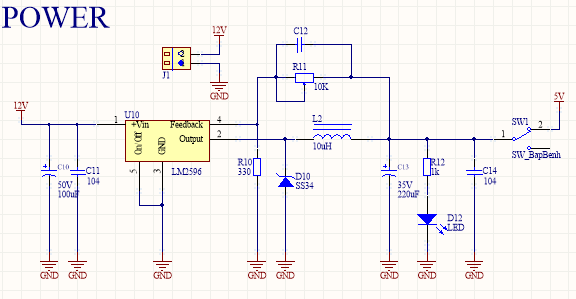 POWER
12V
J1
GND
C12
R11
10K
12V
1
U10
+Vin
Feedback
4
On/Off
GND
Output
2
5
3
LM2596
C10
50V
100uF
C11
104
R10
330
D10
SS34
L2
10uH
C13
35V
220uF
R12
1k
D12
LED
C14
104
1
SW1
2
5V
SW_BapBenh
GND
GND
GND
GND
GND
GND
GND
GND